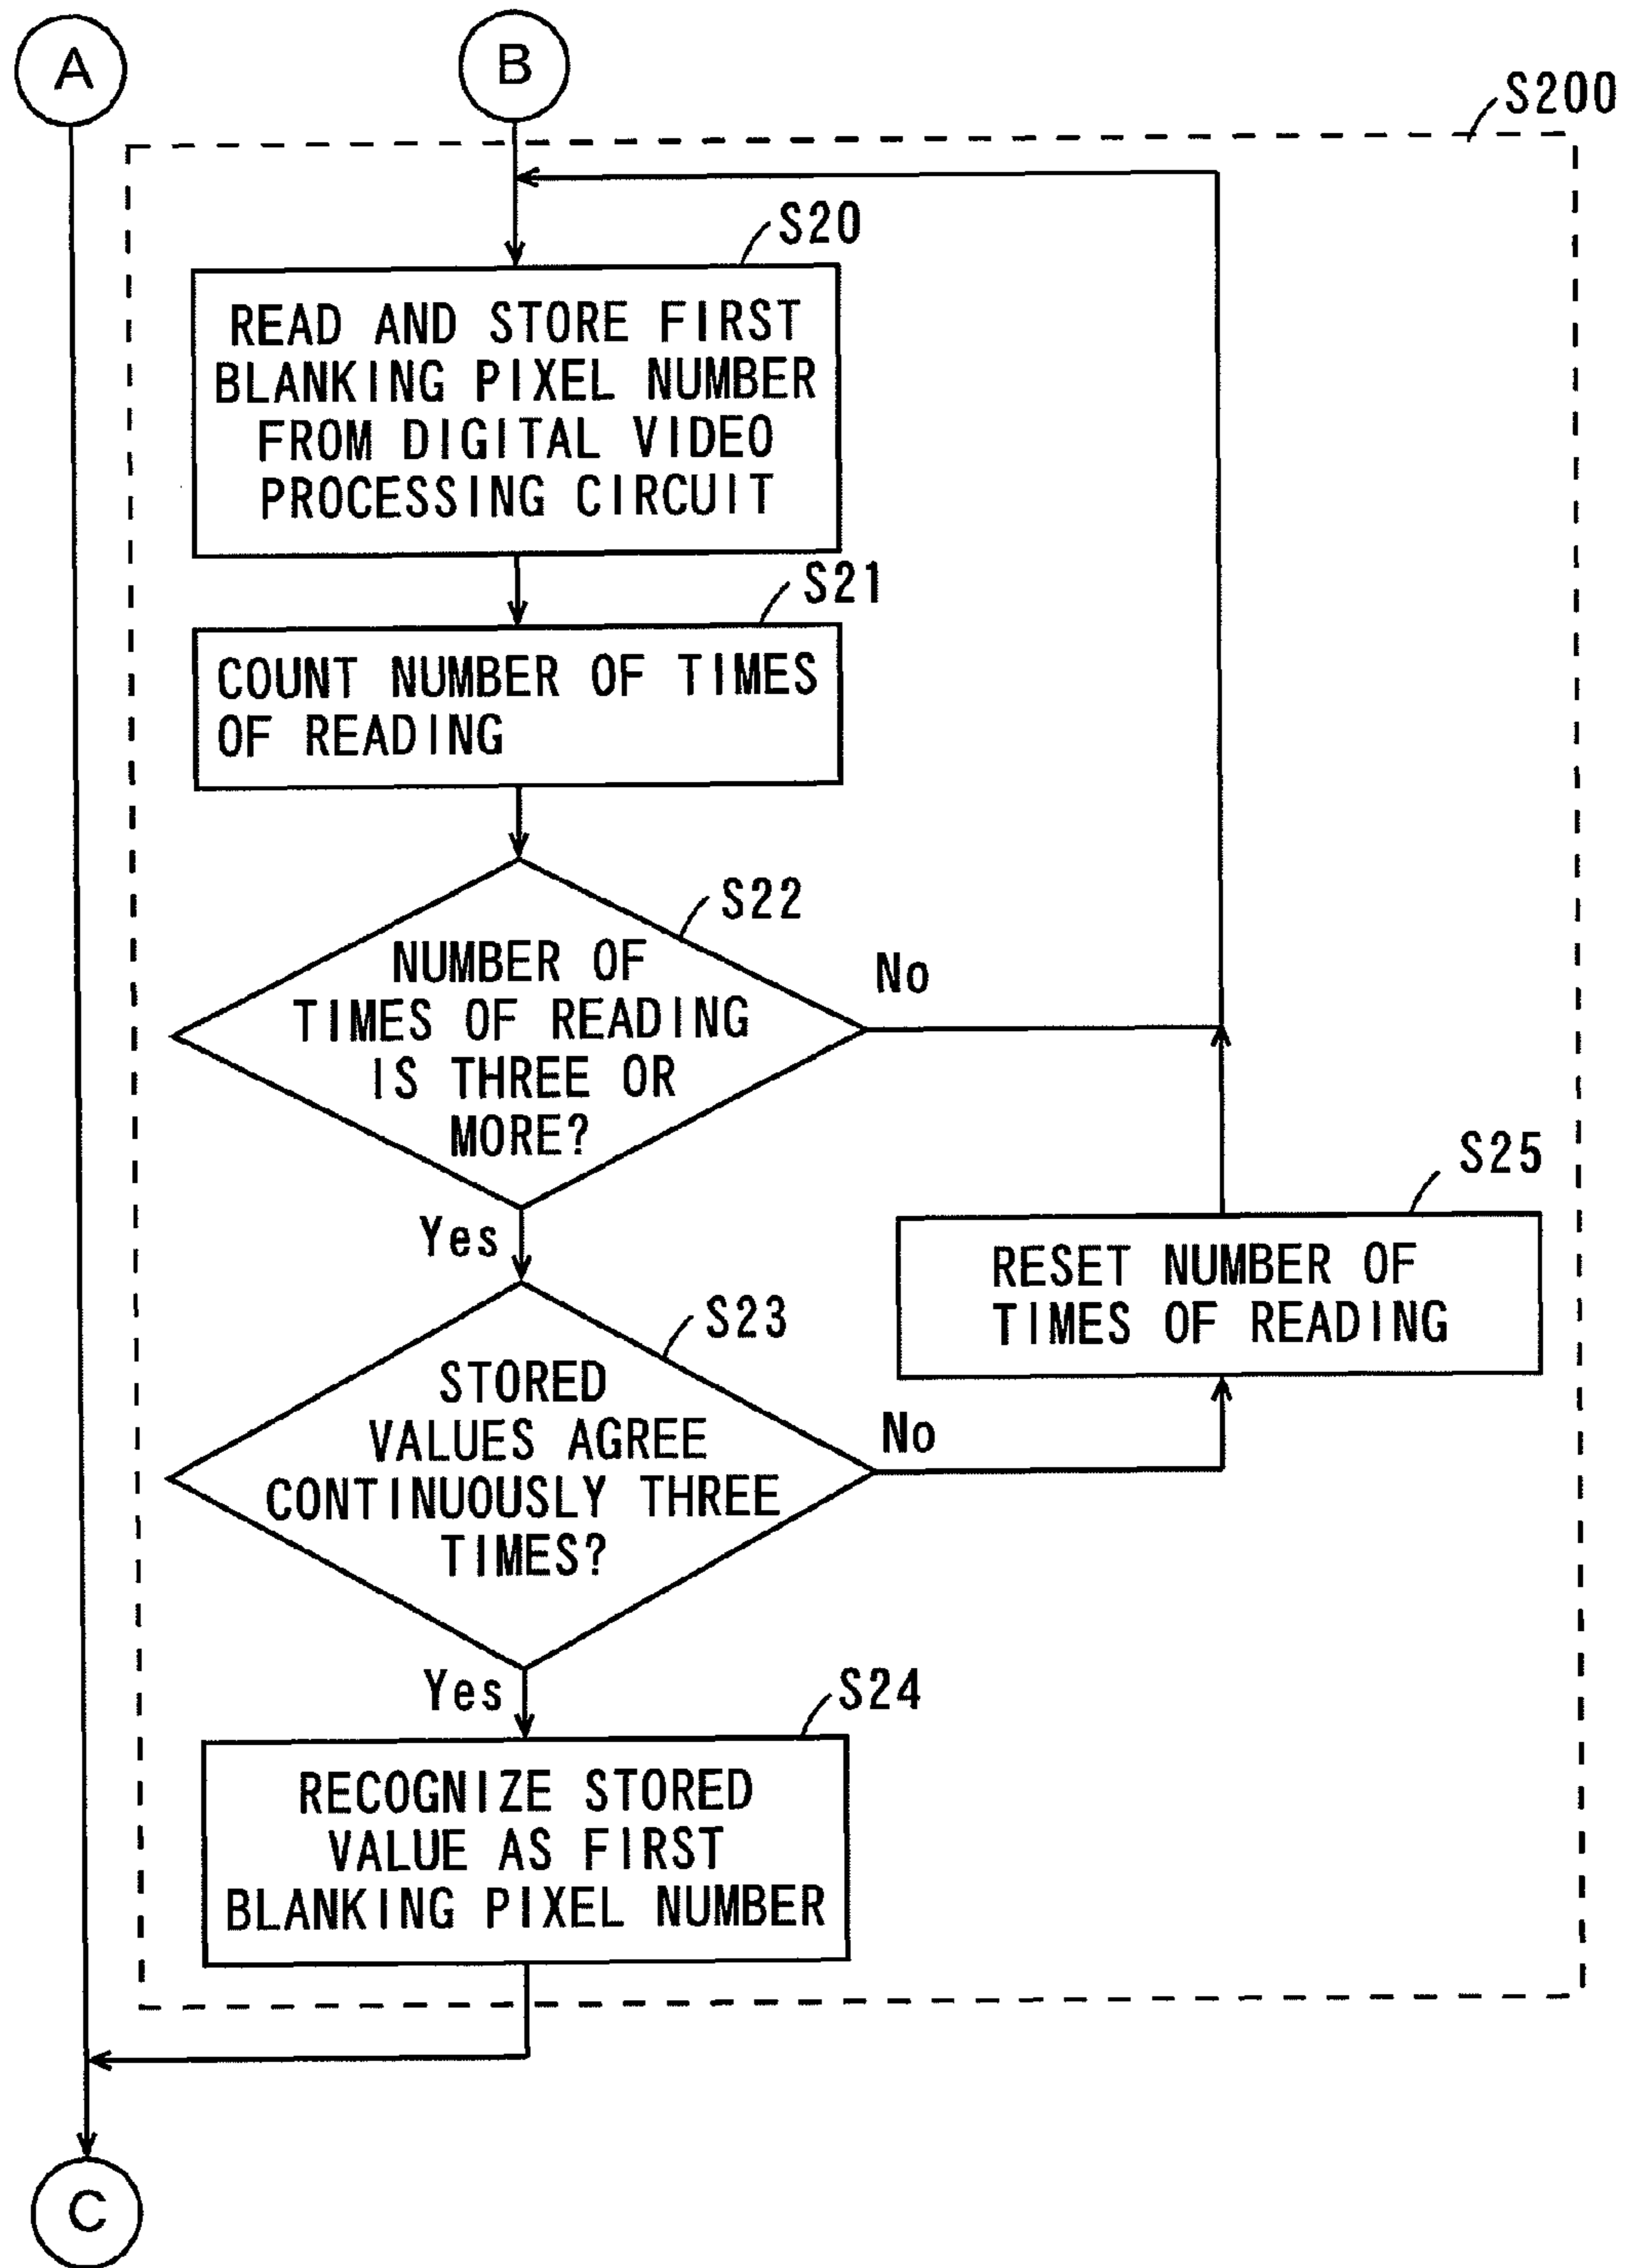 A
B
S200
S20
READ AND STORE FIRST
BLANKING PIXEL NUMBER
FROM DIGITAL VIDEO
PROCESSING CIRCUIT
S21
COUNT NUMBER OF TIMES
OF READING
S22
NUMBER OF
TIMES OF READING
IS THREE OR
MORE?
No
Yes
S25
RESET NUMBER OF
TIMES OF READING
S23
STORED
VALUES AGREE
CONTINUOUSLY THREE
TIMES?
No
Yes
S24
RECOGNIZE STORED
VALUE AS FIRST
BLANKING PIXEL NUMBER
C